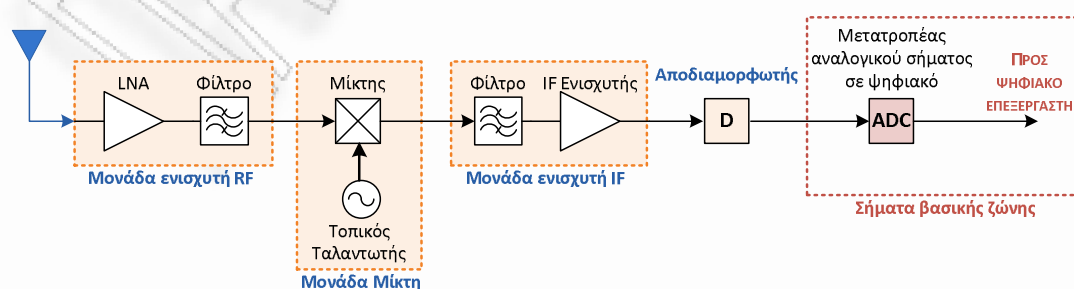 LNA
Φίλτρο
Μονάδα ενισχυτή RF
Μίκτης
Τοπικός
Ταλαντωτής
Μονάδα Μίκτη
Φίλτρο
IF Ενισχυτής
Μονάδα ενισχυτή IF
Αποδιαμορφωτής
D
Μετατροπέας
αναλογικού σήματος
σε ψηφιακό
ADC
ΠΡΟΣ
ΨΗΦΙΑΚΟ
ΕΠΕΞΕΡΓΑΣΤΗ
Σήματα βασικής ζώνης